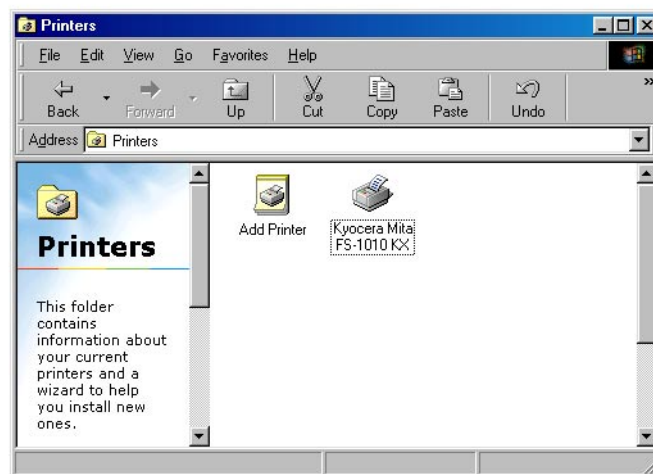 Printers
File Edit View Go Favorites Help
Back Forward Up Cut Copy Paste Undo »
Address Printers
Printers
This folder
contains
information about
your current
printers and a
wizard to help
you install new
ones.
Add Printer
Kyocera Mita
FS-1010 KX